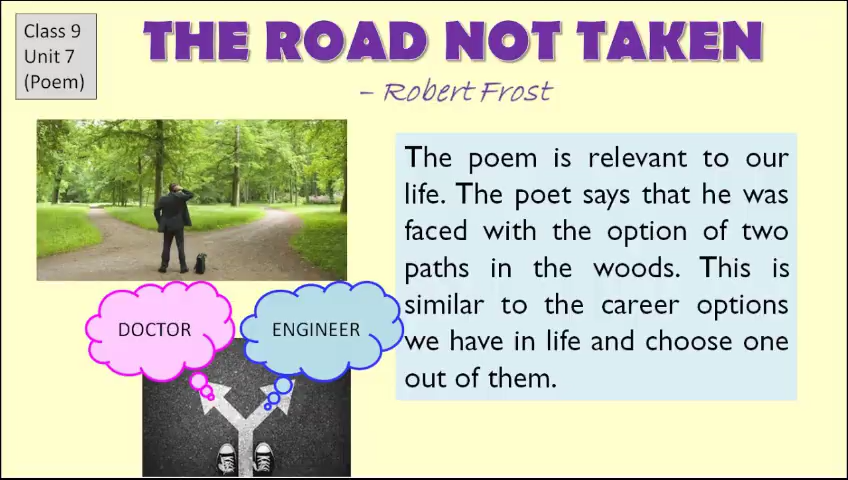 Class 9
Unit 7
(Poem)
THE ROAD NOT TAKEN
– Robert Frost
The poem is relevant to our
life. The poet says that he was
faced with the option of two
paths in the woods. This is
similar to the career options
we have in life and choose one
out of them.
DOCTOR
ENGINEER